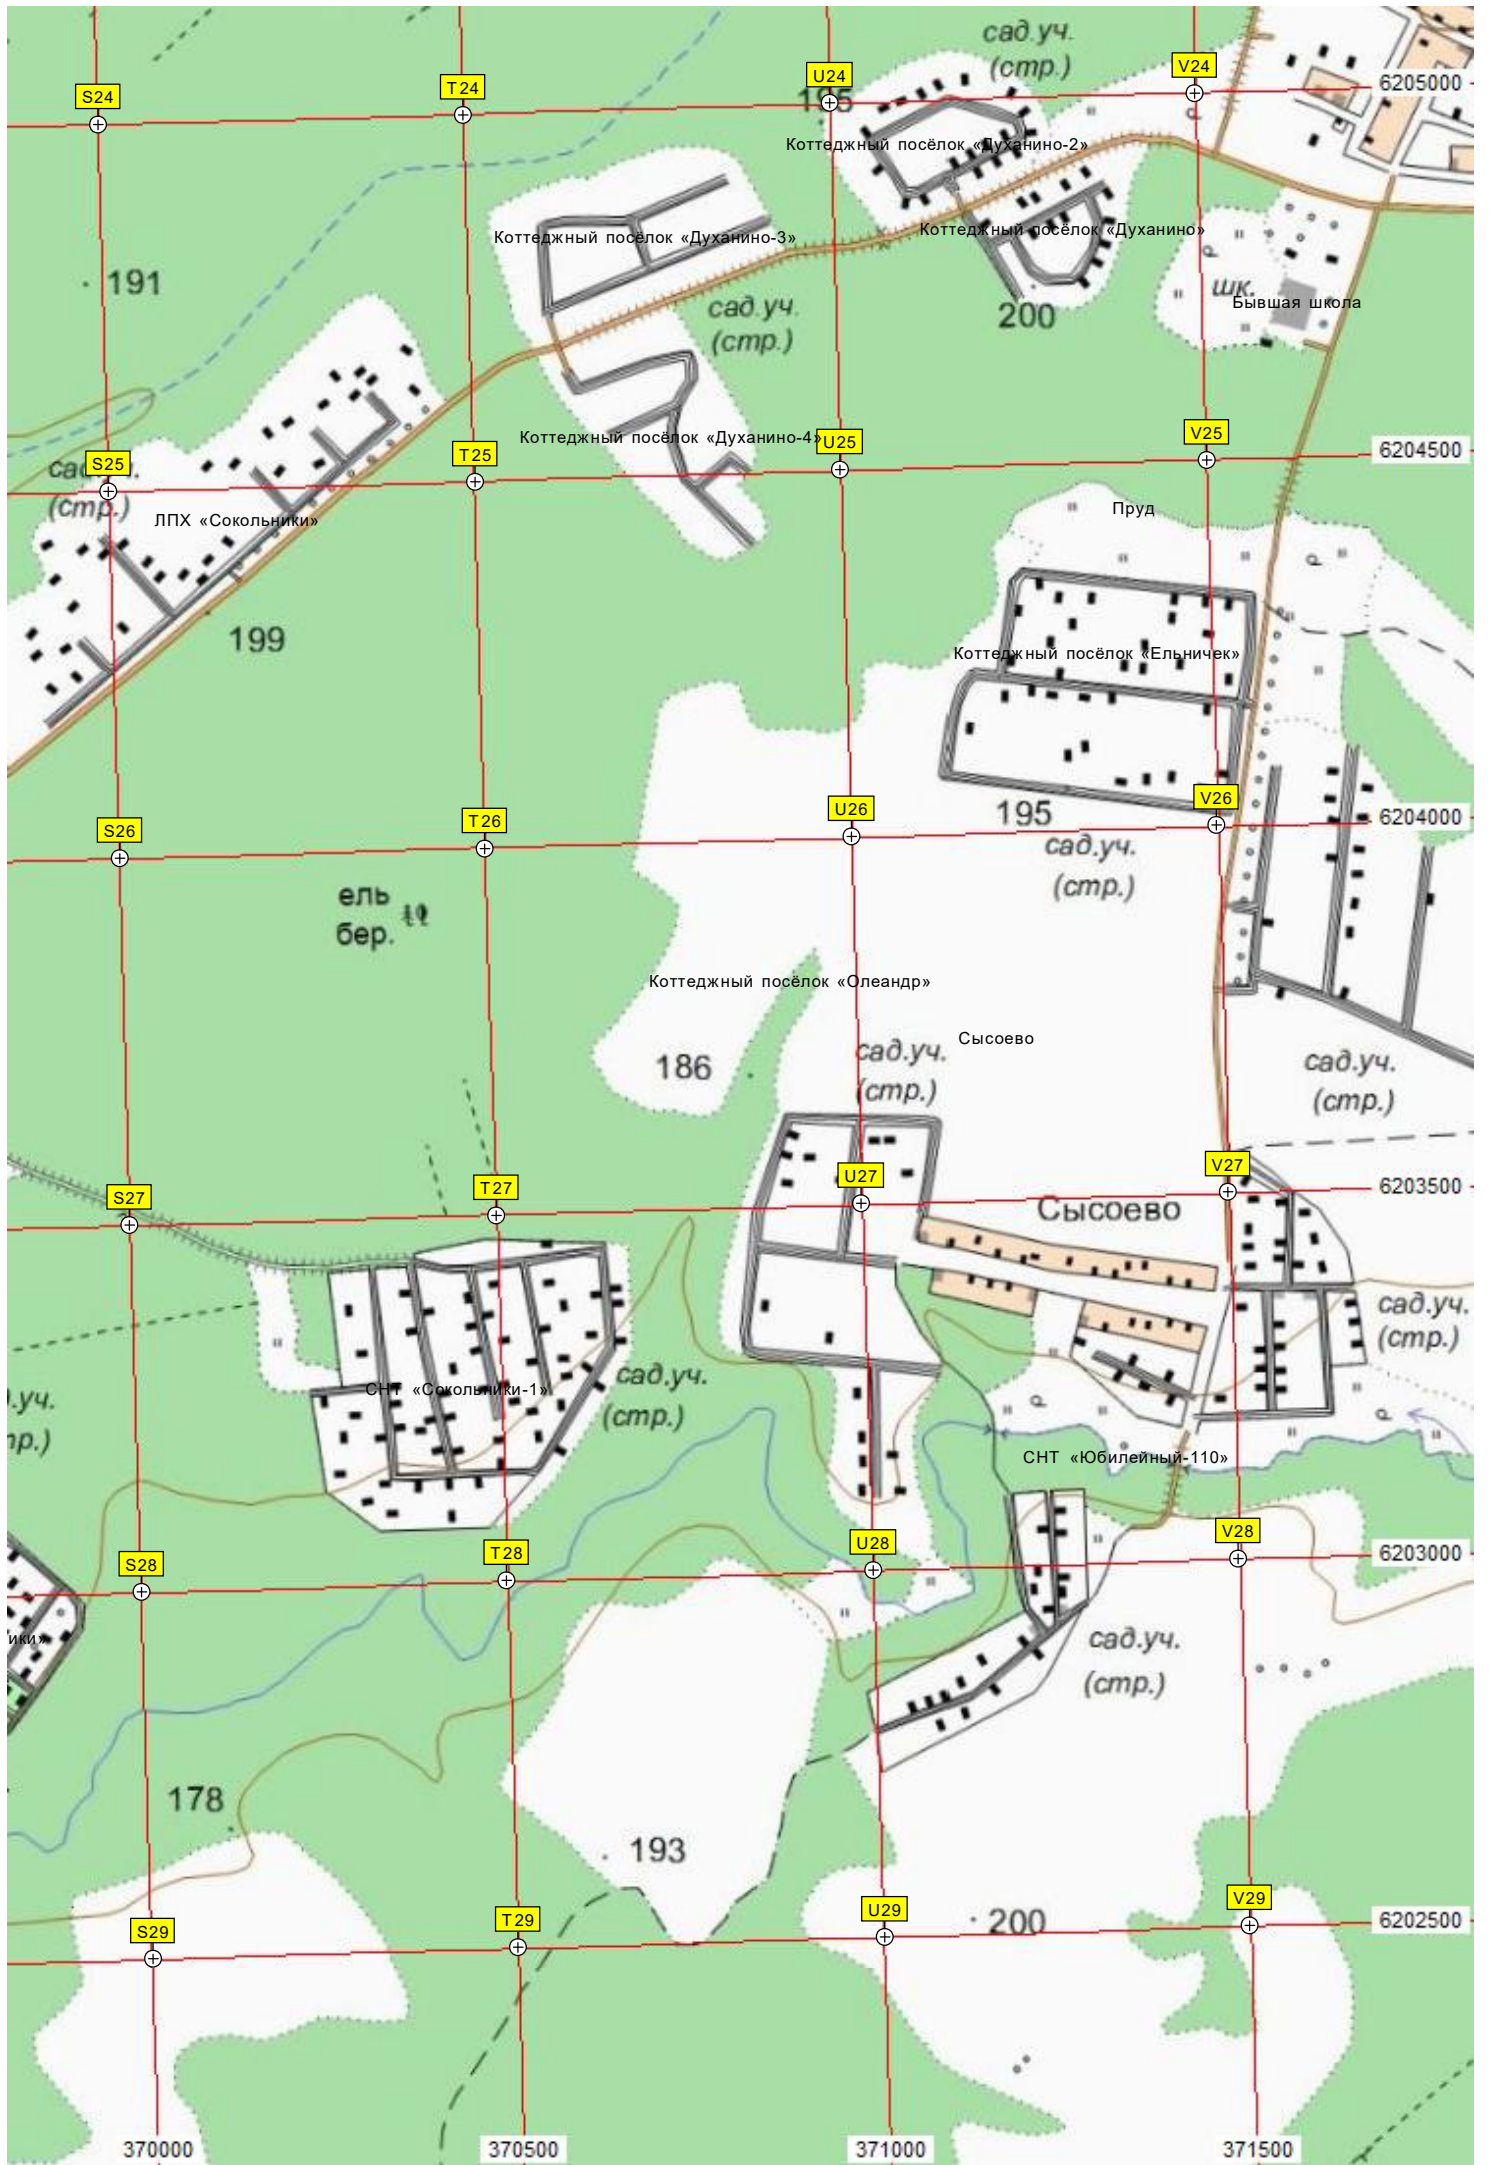 сад.уч.
(стр.)
V24
U24
T24
S24
6205000
195
Коттеджный посёлок «Духанино-2»
Коттеджный посёлок «Духанино»
Коттеджный посёлок «Духанино-3»
191
шк.
Бывшая школа
сад.уч.
(стр.)
200
V25
U25
T25
S25
6204500
Коттеджный посёлок «Духанино-4»
(стр.)
ЛПХ «Сокольники»
Пруд
199
Коттеджный посёлок «Ельничек»
V26
U26
T26
S26
6204000
195
сад.уч.
(стр.)
ель
бер.
Коттеджный посёлок «Олеандр»
Сысоево
сад.уч.
(стр.)
186
сад.уч.
(стр.)
V27
U27
T27
S27
6203500
Сысоево
сад.уч.
(стр.)
сад.уч.
(стр.)
СНТ «Сокольники-1»
.уч.
СНТ «Юбилейный-110»
V28
U28
T28
S28
6203000
ики»
сад.уч.
(стр.)
178
193
V29
U29
T29
S29
200
6202500
370000
370500
371000
371500